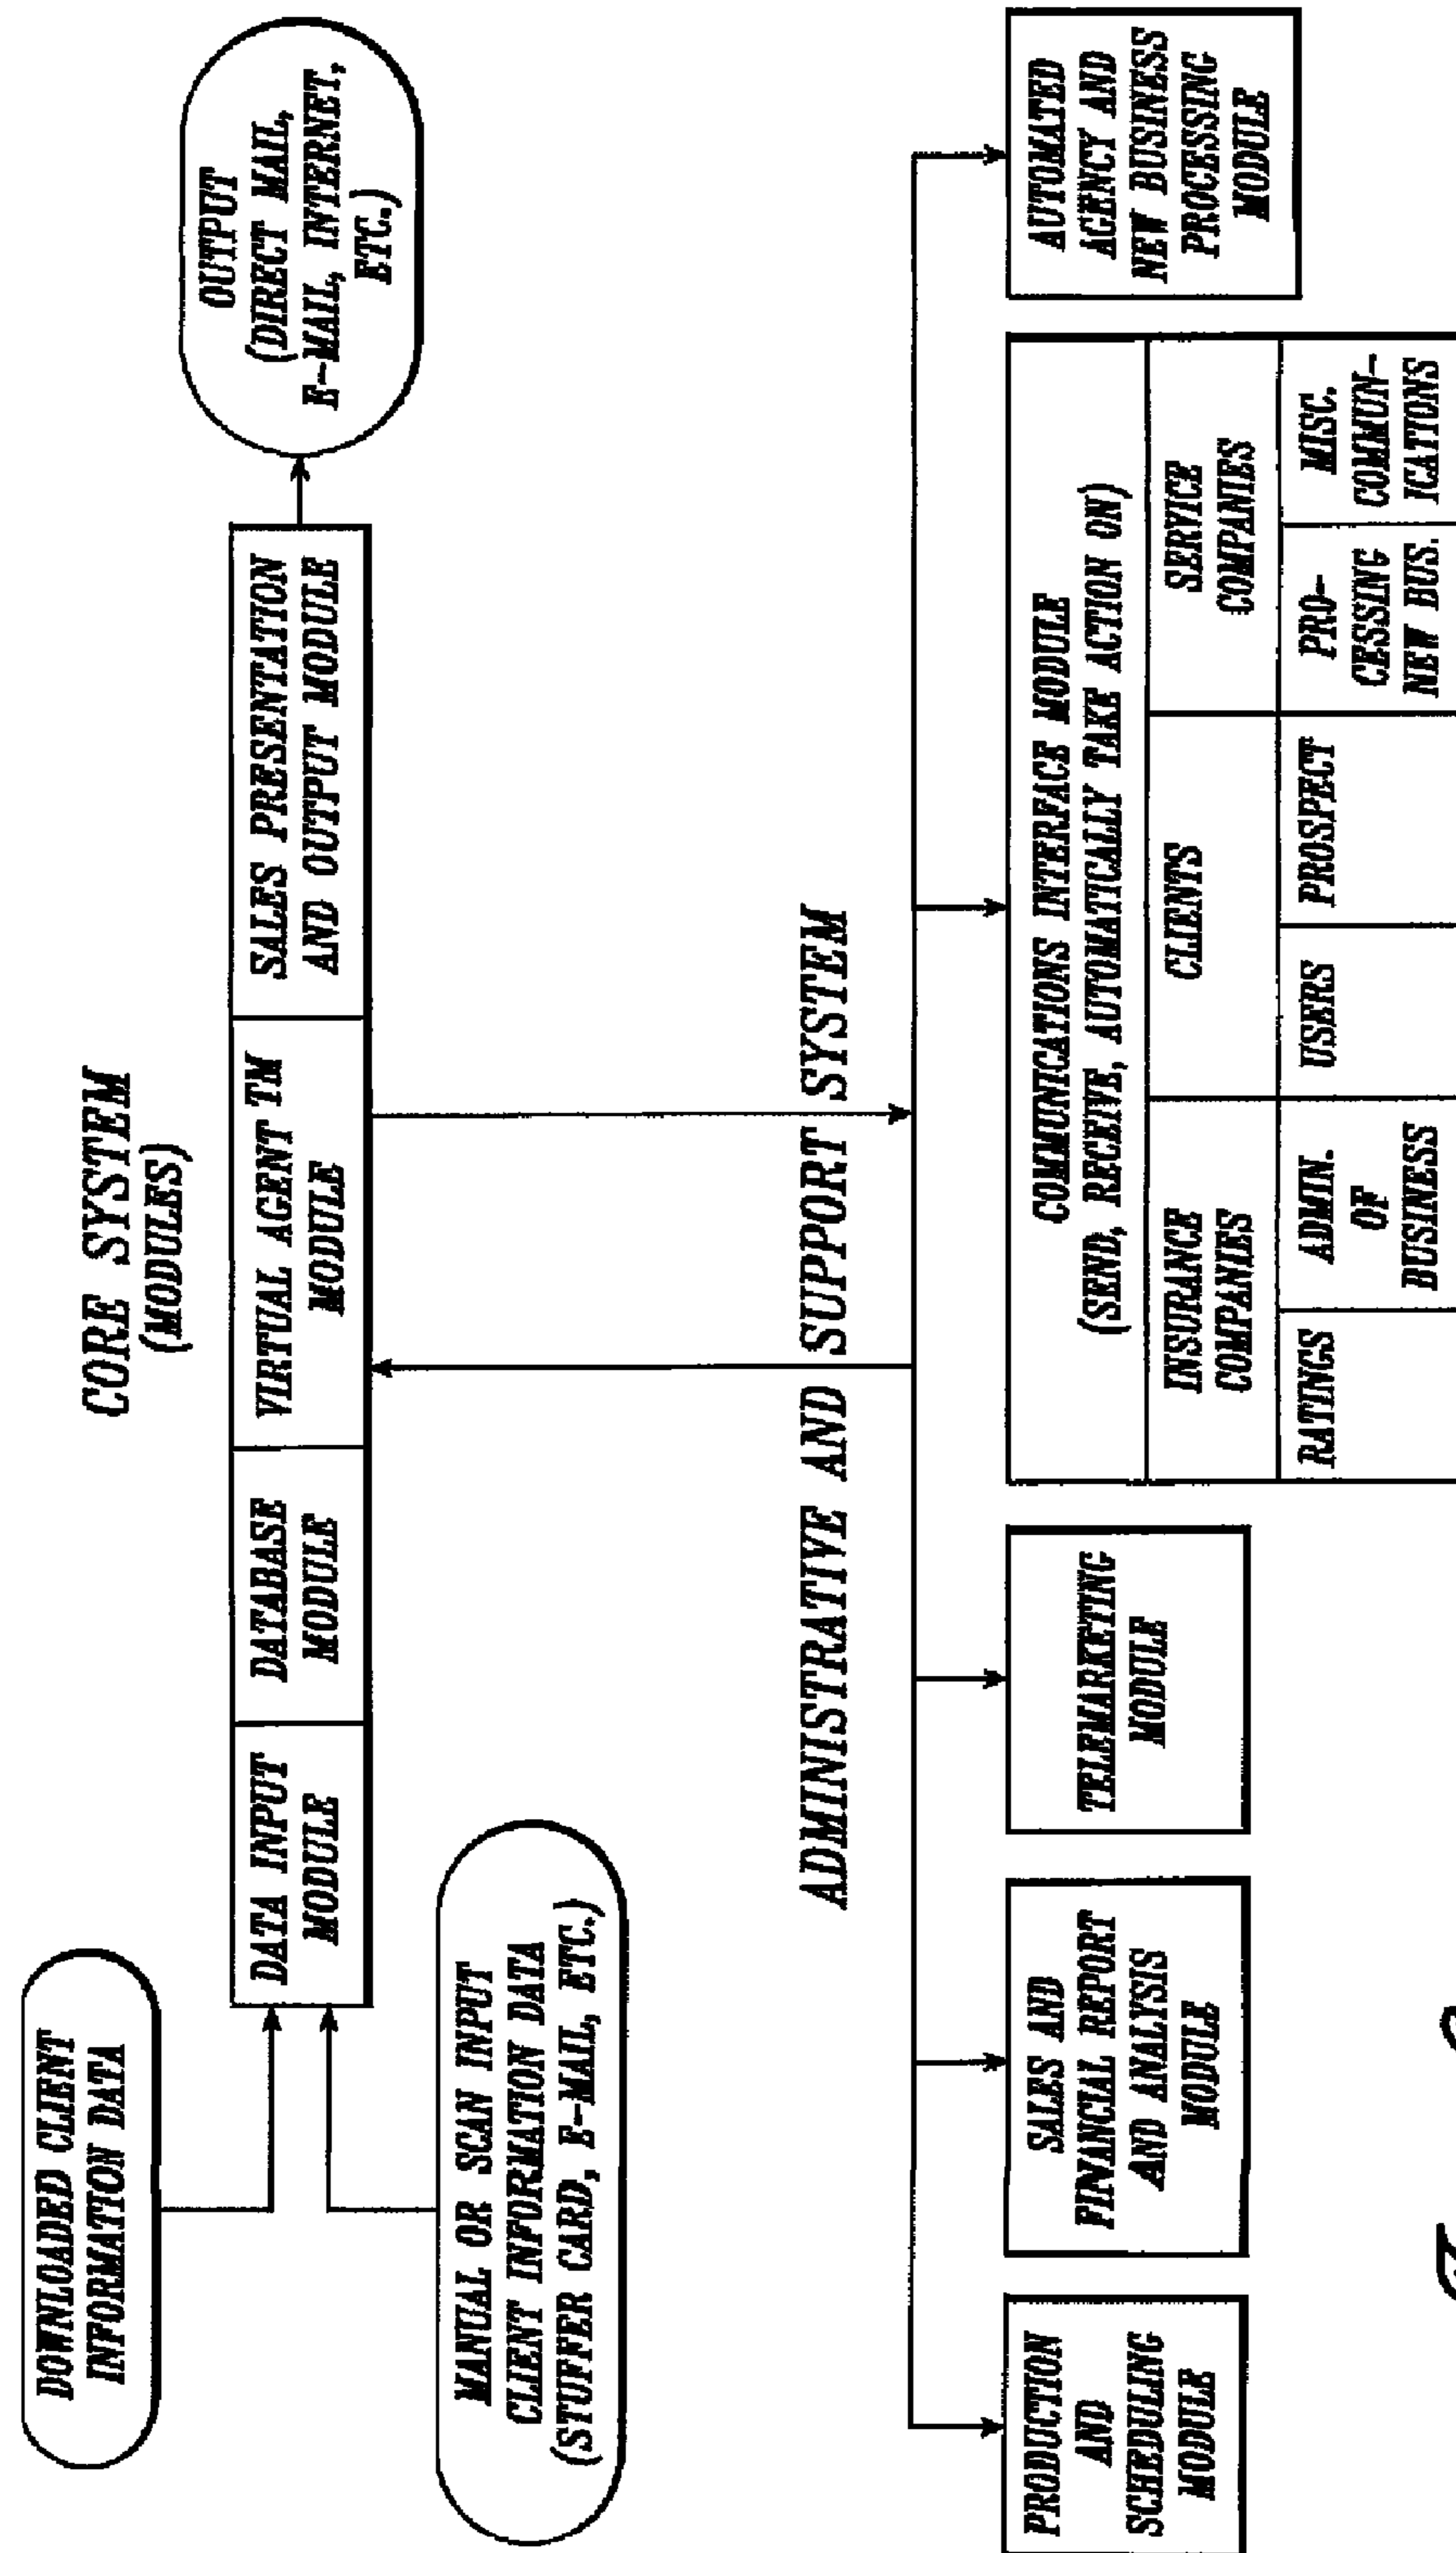 CORE SYSTEM
(MODULES)
DOWNLOADED CLIENT
INFORMATION DATA
MANUAL OR SCAN INPUT
CLIENT INFORMATION DATA
(STUFFER CARD, E-MAIL, ETC.)
DATA INPUT
MODULE
DATABASE
MODULE
VIRTUAL AGENT TM
MODULE
SALES PRESENTATION
AND OUTPUT MODULE
OUTPUT
(DIRECT MAIL,
E-MAIL, INTERNET,
ETC.)
ADMINISTRATIVE AND SUPPORT SYSTEM
PRODUCTION
AND
SCHEDULING
MODULE
SALES AND
FINANCIAL REPORT
AND ANALYSIS
MODULE
TELEMARKETING
MODULE
COMMUNICATIONS INTERFACE MODULE
(SEND, RECEIVE, AUTOMATICALLY TAKE ACTION ON)
INSURANCE
COMPANIES
CLIENTS
SERVICE
COMPANIES
RATINGS
ADMIN.
OF
BUSINESS
USERS
PROSPECT
PRO-
CESSING
NEW BUS.
MISC.
COMMUN-
ICATIONS
AUTOMATED
AGENCY AND
NEW BUSINESS
PROCESSING
MODULE